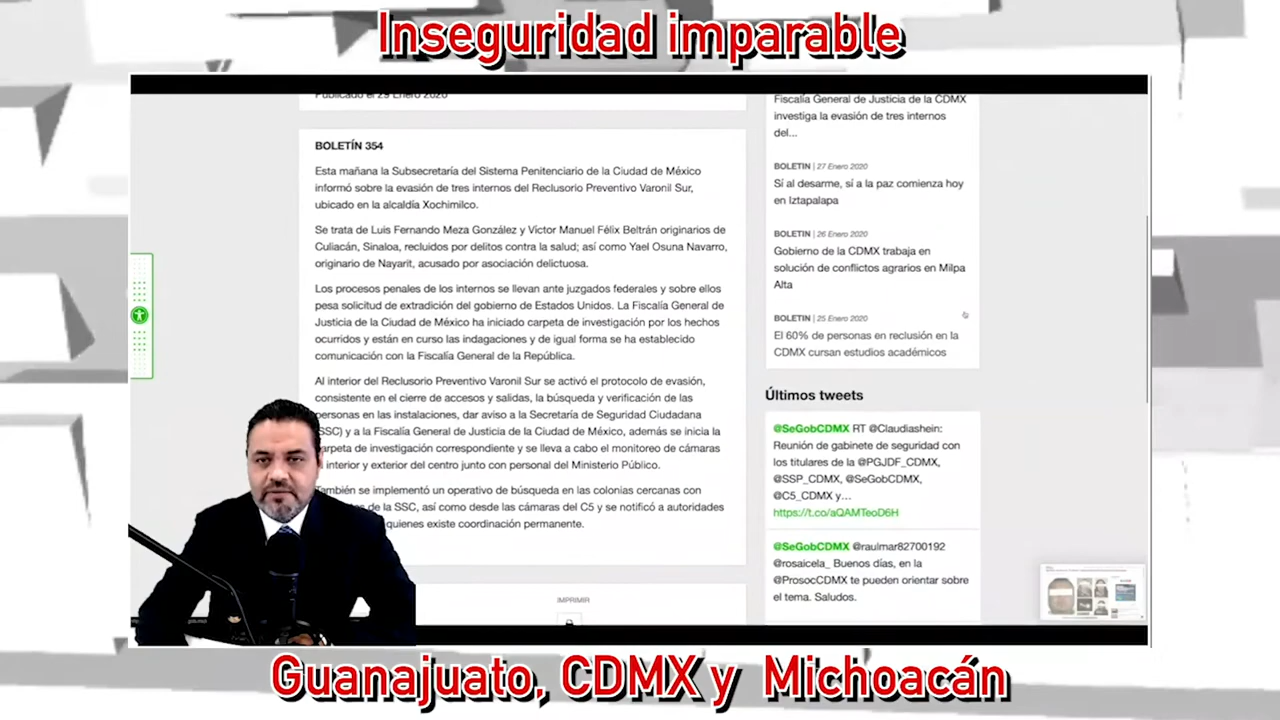 Inseguridad imparable
Publicado el 29 Enero 2020
BOLETÍN 354
Esta mañana la Subsecretaría del Sistema Penitenciario de la Ciudad de México
informó sobre la evasión de tres internos del Reclusorio Preventivo Varonil Sur,
ubicado en la alcaldía Xochimilco.
Se trata de Luis Fernando Meza González y Víctor Manuel Félix Beltrán originarios de
Culiacán, Sinaloa, recluidos por delitos contra la salud; así como Yael Osuna Navarro,
originario de Nayarit, acusado por asociación delictuosa.
Los procesos penales de los internos se llevan ante juzgados federales y sobre ellos
pesa solicitud de extradición del gobierno de Estados Unidos. La Fiscalía General de
Justicia de la Ciudad de México ha iniciado carpeta de investigación por los hechos
ocurridos y están en curso las indagaciones y de igual forma se ha establecido
comunicación con la Fiscalía General de la República.
Al interior del Reclusorio Preventivo Varonil Sur se activó el protocolo de evasión,
consistente en el cierre de accesos y salidas, la búsqueda y verificación de las
personas en las instalaciones, dar aviso a la Secretaría de Seguridad Ciudadana
SSC) y a la Fiscalía General de Justicia de la Ciudad de México, además se inicia la
carpeta de investigación correspondiente y se lleva a cabo el monitoreo de cámaras
interior y exterior del centro junto con personal del Ministerio Público.
También se implementó un operativo de búsqueda en las colonias cercanas con
de la SSC, así como desde las cámaras del C5 y se notificó a autoridades
quienes existe coordinación permanente.
IMPRIMIR
Fiscalía General de Justicia de la CDMX
investiga la evasión de tres internos
del...
BOLETIN | 27 Enero 2020
Sí al desarme, sí a la paz comienza hoy
en Iztapalapa
BOLETIN | 26 Enero 2020
Gobierno de la CDMX trabaja en
solución de conflictos agrarios en Milpa
Alta
BOLETIN | 25 Enero 2020
El 60% de personas en reclusión en la
CDMX cursan estudios académicos
Últimos tweets
@SeGobCDMX RT @Claudiashein:
Reunión de gabinete de seguridad con
los titulares de la @PGJDF_CDMX,
@SSP_CDMX, @SeGobCDMX,
@C5_CDMX y…
https://t.co/aQAMTeoD6H
@SeGobCDMX @raulmar82700192
@rosaicela_ Buenos días, en la
@ProsocCDMX te pueden orientar sobre
el tema. Saludos.
Guanajuato, CDMX y Michoacán